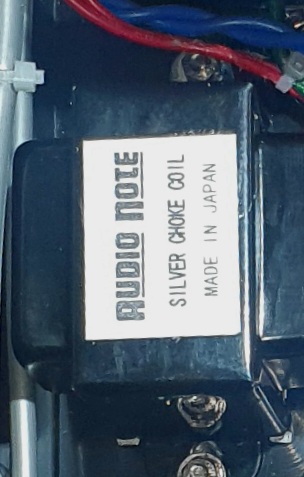 AUDIO NOTE
SILVER CHOKE COIL
MADE IN JAPAN